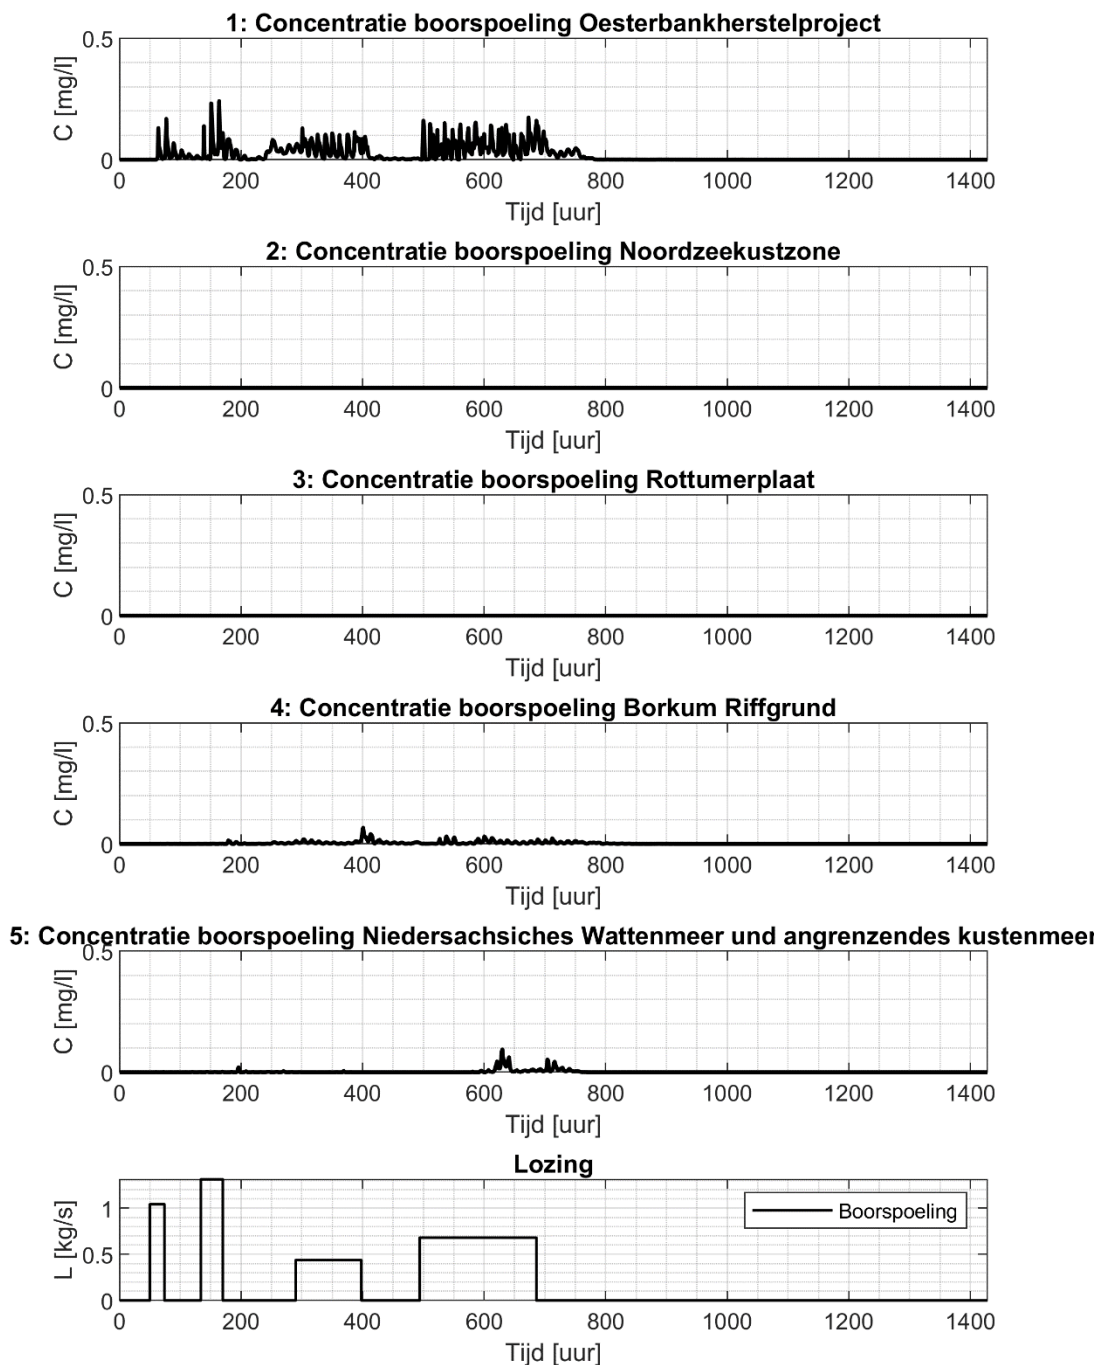 1: Concentratie boorspoeling Oesterbankherstelproject
0.5
C [mg/l]
0
0 200 400 600 800 1000 1200 1400
Tijd [uur]
2: Concentratie boorspoeling Noordzeekustzone
0.5
C [mg/l]
0
0 200 400 600 800 1000 1200 1400
Tijd [uur]
3: Concentratie boorspoeling Rottumerplaat
0.5
C [mg/l]
0
0 200 400 600 800 1000 1200 1400
Tijd [uur]
4: Concentratie boorspoeling Borkum Riffgrund
0.5
C [mg/l]
0
0 200 400 600 800 1000 1200 1400
Tijd [uur]
5: Concentratie boorspoeling Niedersachsiches Wattenmeer und angrenzendes kustenmeer
0.5
C [mg/l]
0
0 200 400 600 800 1000 1200 1400
Tijd [uur]
Lozing
1
Boorspoeling
L [kg/s]
0.5
0
0 200 400 600 800 1000 1200 1400
Tijd [uur]